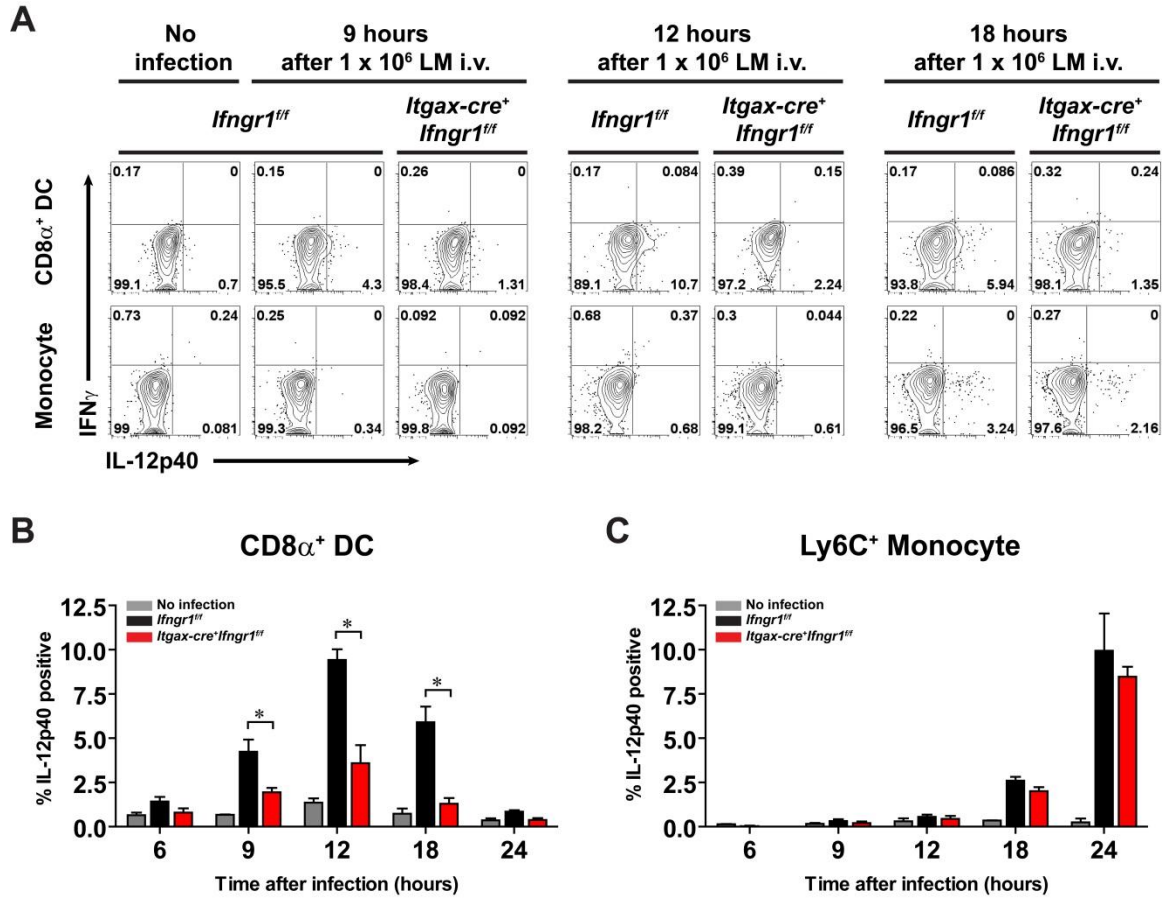 A
No infection
9 hours after 1 x 10⁶ LM i.v.
12 hours after 1 x 10⁶ LM i.v.
18 hours after 1 x 10⁶ LM i.v.
Ifngr1f/f
Itgax-cre⁺ Ifngr1f/f
Ifngr1f/f
Itgax-cre⁺ Ifngr1f/f
Ifngr1f/f
Itgax-cre⁺ Ifngr1f/f
CD8α⁺ DC
0.17 0 0.15 0 0.26 0 0.17 0.084 0.39 0.15 0.17 0.086 0.32 0.24
99.1 0.7 95.5 4.3 98.4 1.31 89.1 10.7 97.2 2.24 93.8 5.94 98.1 1.35
Monocyte
0.73 0.24 0.25 0 0.092 0.092 0.68 0.37 0.3 0.044 0.22 0 0.27 0
99 0.081 99.3 0.34 99.8 0.092 98.2 0.68 99.1 0.61 96.5 3.24 97.6 2.16
IFNγ
IL-12p40
B
CD8α⁺ DC
% IL-12p40 positive
12.5
10.0
7.5
5.0
2.5
0.0
No infection
Ifngr1f/f
Itgax-cre⁺Ifngr1f/f
* * *
6 9 12 18 24
Time after infection (hours)
C
Ly6C⁺ Monocyte
% IL-12p40 positive
12.5
10.0
7.5
5.0
2.5
0.0
No infection
Ifngr1f/f
Itgax-cre⁺Ifngr1f/f
6 9 12 18 24
Time after infection (hours)